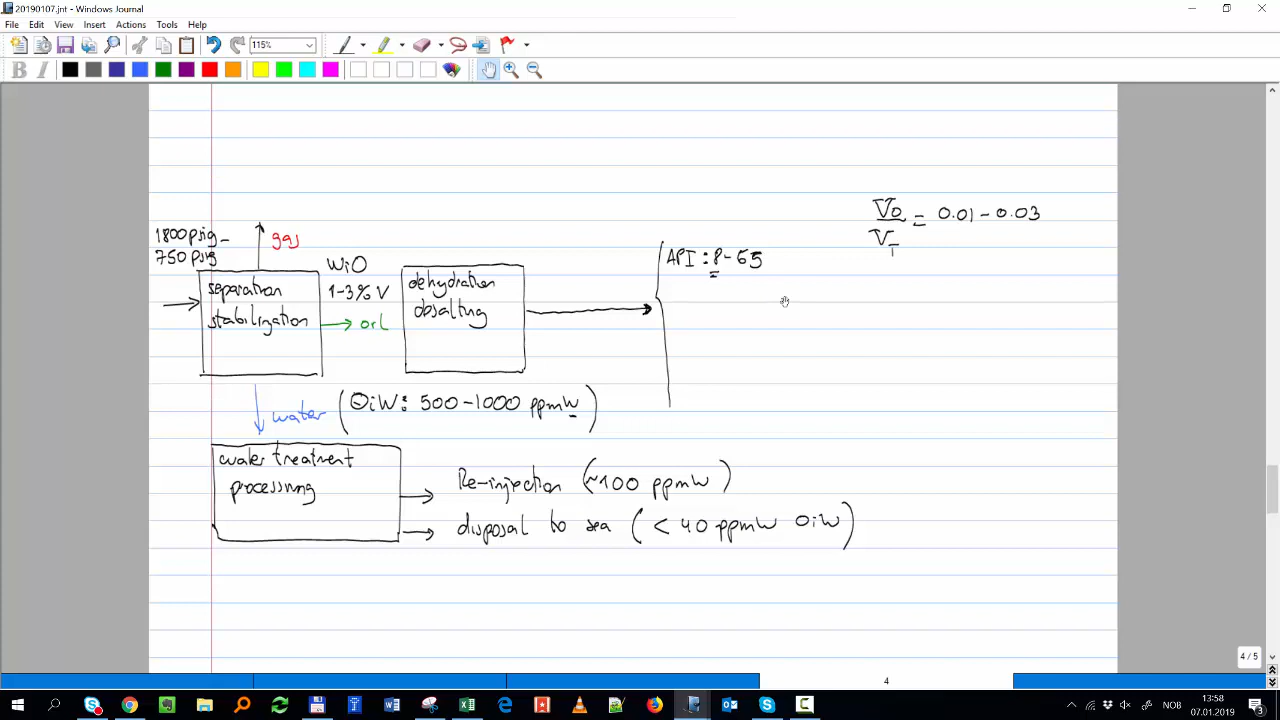 20190107.jnt - Windows Journal
File Edit View Insert Actions Tools Help
115%
B I
1800 psig -
750 psig
gas
separation
stabilization
WiO
1-3% V
oil
dehydration
desalting
API : 8-65
Vo
= 0.01 - 0.03
VT
water
(OiW: 500-1000 ppmw)
water treatment
processing
Re-injection (~100 ppmw)
disposal to sea (< 40 ppmw OiW)
4/5
4
13:58
NOB
07.01.2019